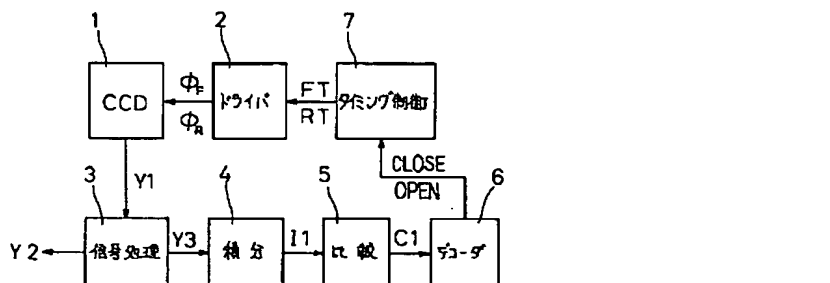 1
2
7
CCD
ΦF
ΦR
ドライバ
FT
RT
タイミング制御
CLOSE
OPEN
3
Y1
4
5
6
Y2
信号処理
Y3
積分
I1
比較
C1
デコーダ